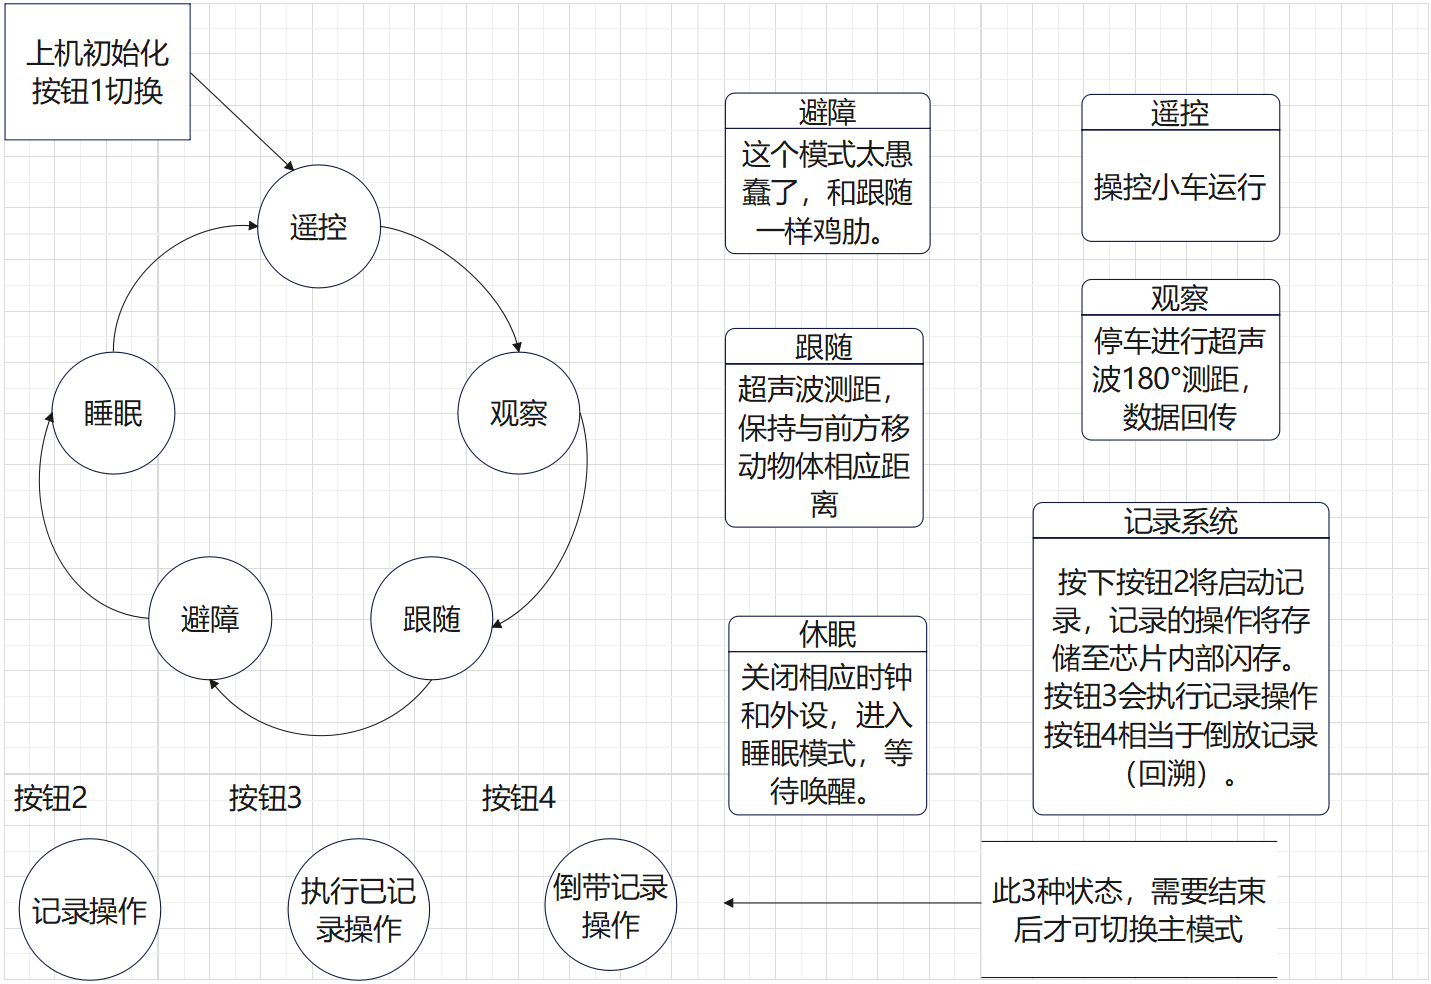 上机初始化
按钮1切换
遥控
观察
跟随
避障
睡眠
避障
这个模式太愚
蠢了，和跟随
一样鸡肋。
遥控
操控小车运行
观察
停车进行超声
波180°测距，
数据回传
跟随
超声波测距，
保持与前方移
动物体相应距
离
记录系统
按下按钮2将启动记
录，记录的操作将存
储至芯片内部闪存。
按钮3会执行记录操作
按钮4相当于倒放记录
（回溯）。
休眠
关闭相应时钟
和外设，进入
睡眠模式，等
待唤醒。
按钮2
按钮3
按钮4
记录操作
执行已记
录操作
倒带记录
操作
此3种状态，需要结束
后才可切换主模式